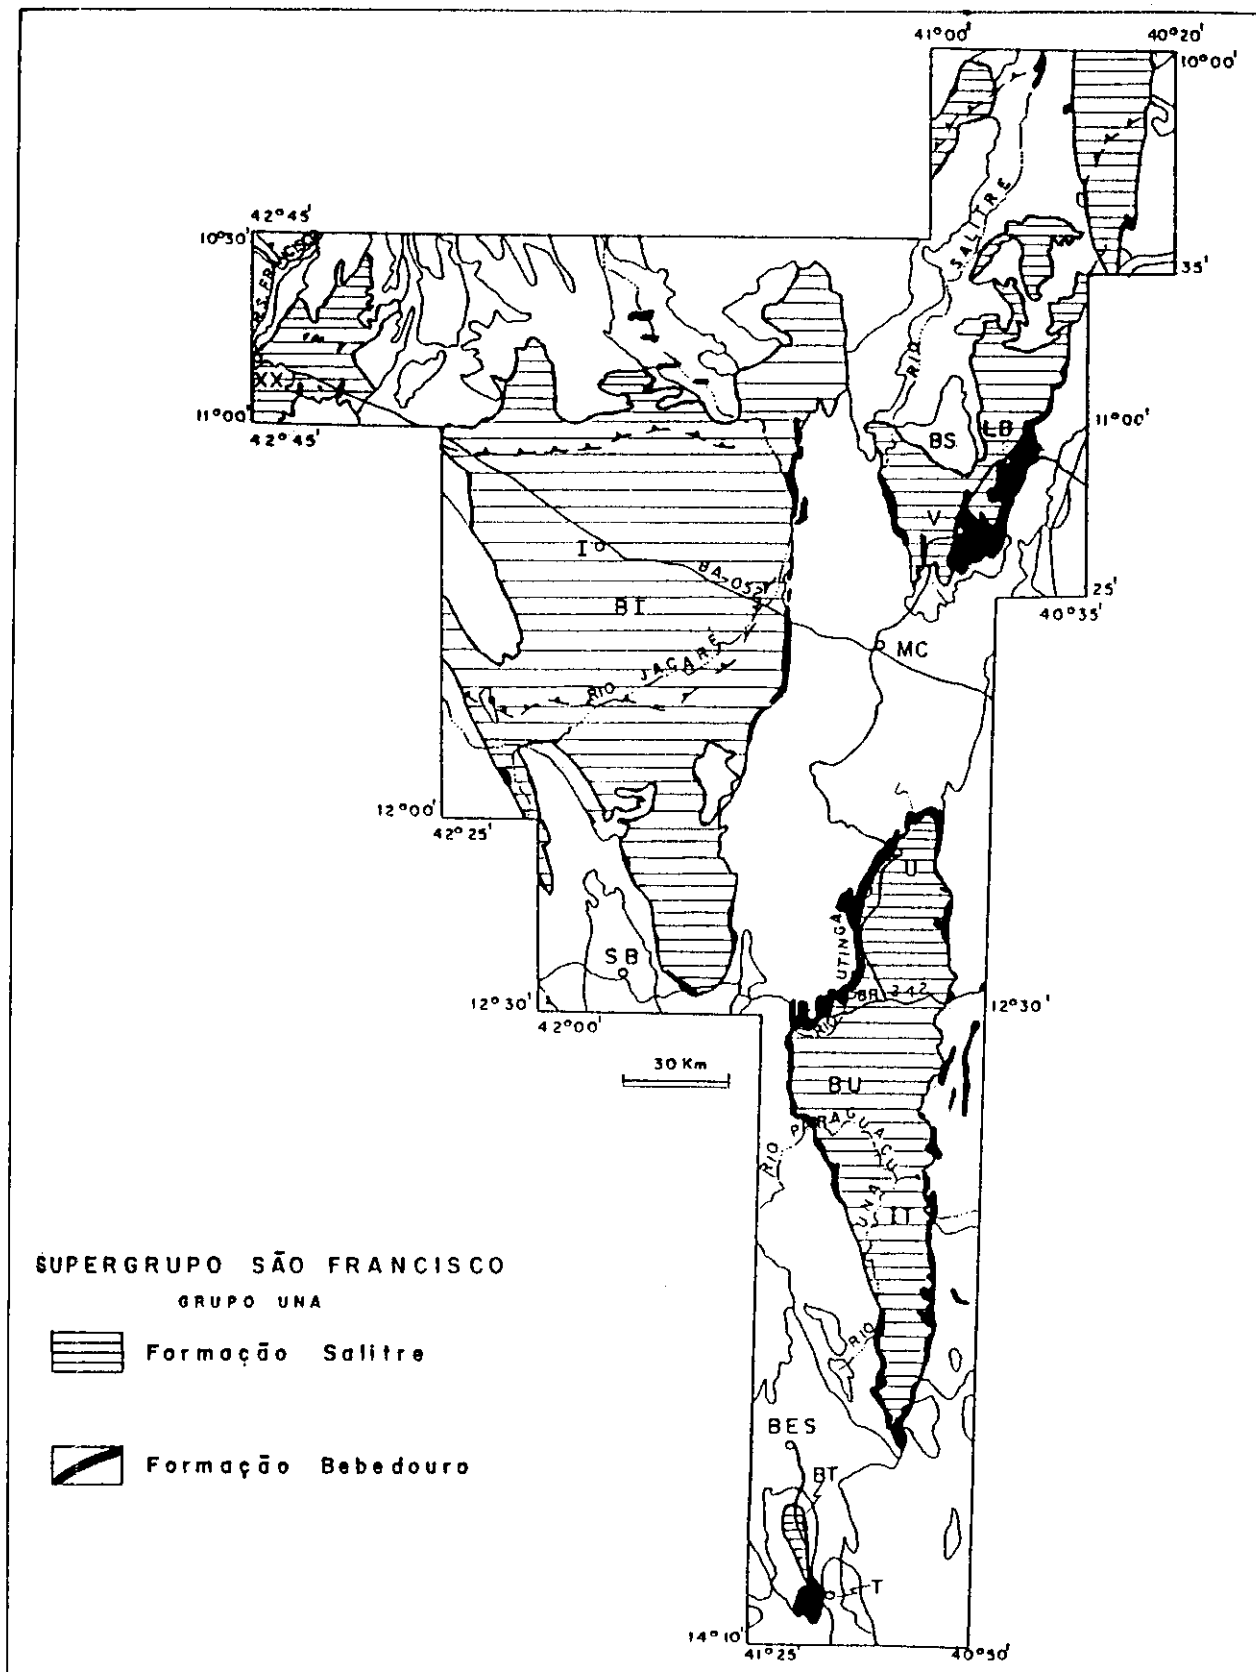 41°00' 40°20'
10°00'
42°45'
10°30'
R.S. FRANCISCO
RIO SALITRE
35'
XX
11°00'
42°45'
BS LB
11°00'
V
I
BA-052
BI
25'
40°35'
MC
RIO JACARÉ
12°00'
42°25'
U
UTINGA
SB
BR 242
12°30'
42°00'
RIO
12°30'
30 Km
BU
RIO PARAGUAÇU
UNA
IT
SUPERGRUPO SÃO FRANCISCO
GRUPO UNA
Formação Salitre
RIO
BES
Formação Bebedouro
BT
T
14°10'
41°25' 40°50'